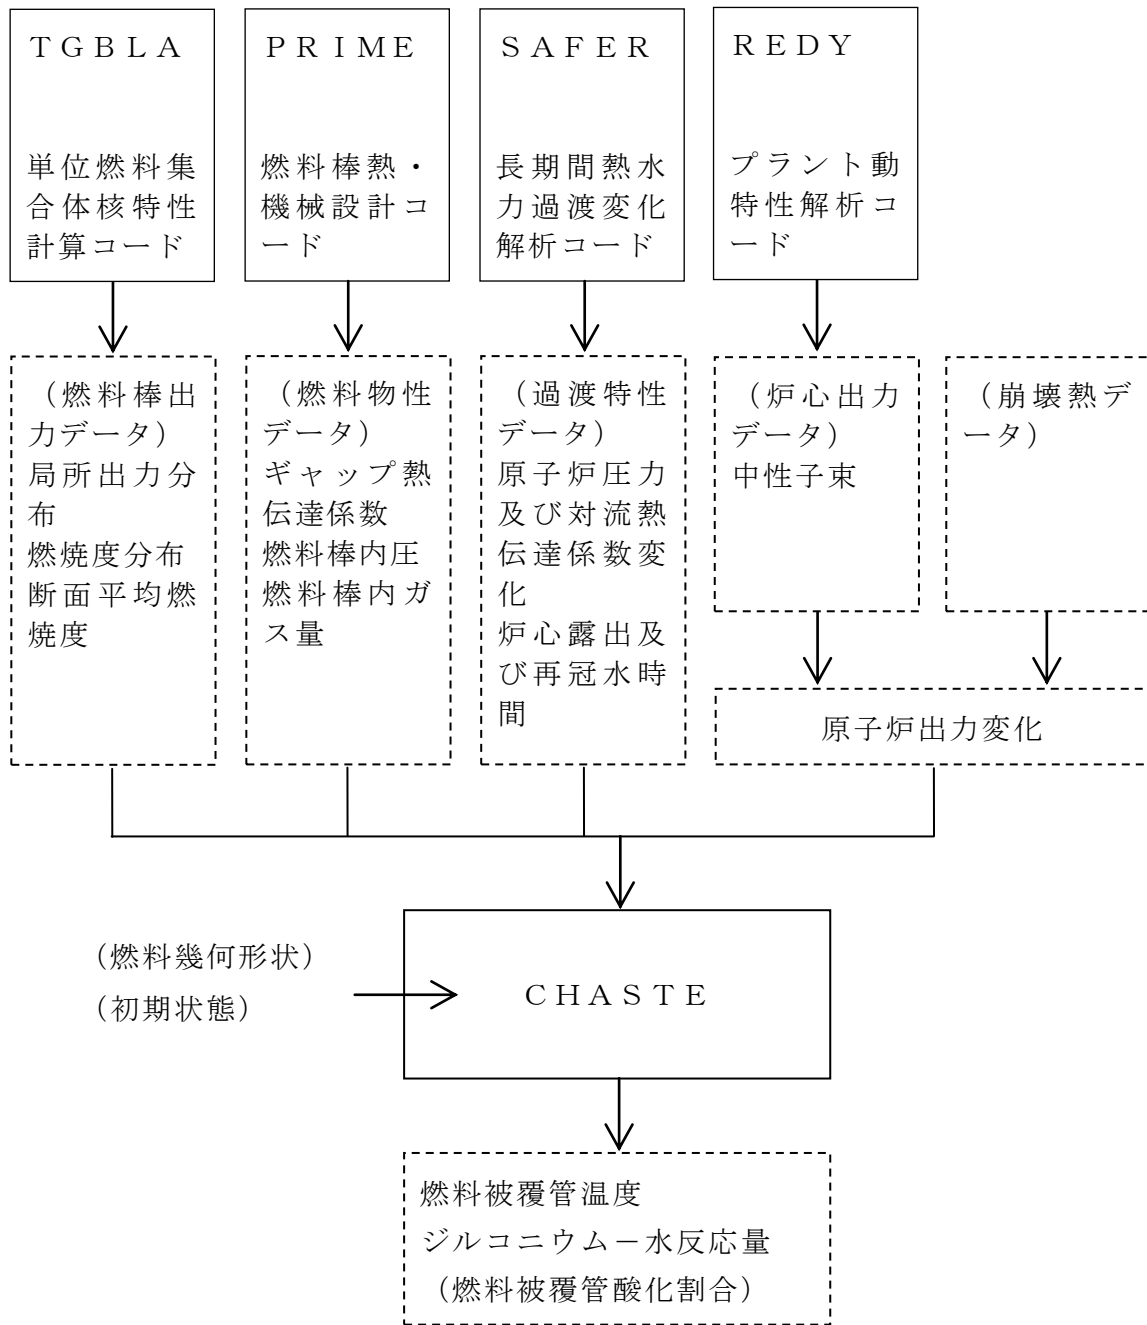 ＴＧＢＬＡ
単位燃料集
合体核特性
計算コード
ＰＲＩＭＥ
燃料棒熱・
機械設計コ
ード
ＳＡＦＥＲ
長期間熱水
力過渡変化
解析コード
ＲＥＤＹ
プラント動
特性解析コ
ード
（燃料棒出
力データ）
局所出力分
布
燃焼度分布
断面平均燃
焼度
（燃料物性
データ）
ギャップ熱
伝達係数
燃料棒内圧
燃料棒内ガ
ス量
（過渡特性
データ）
原子炉圧力
及び対流熱
伝達係数変
化
炉心露出及
び再冠水時
間
（炉心出力
データ）
中性子束
（崩壊熱デ
ータ）
原子炉出力変化
（燃料幾何形状）
（初期状態）
ＣＨＡＳＴＥ
燃料被覆管温度
ジルコニウム－水反応量
（燃料被覆管酸化割合）